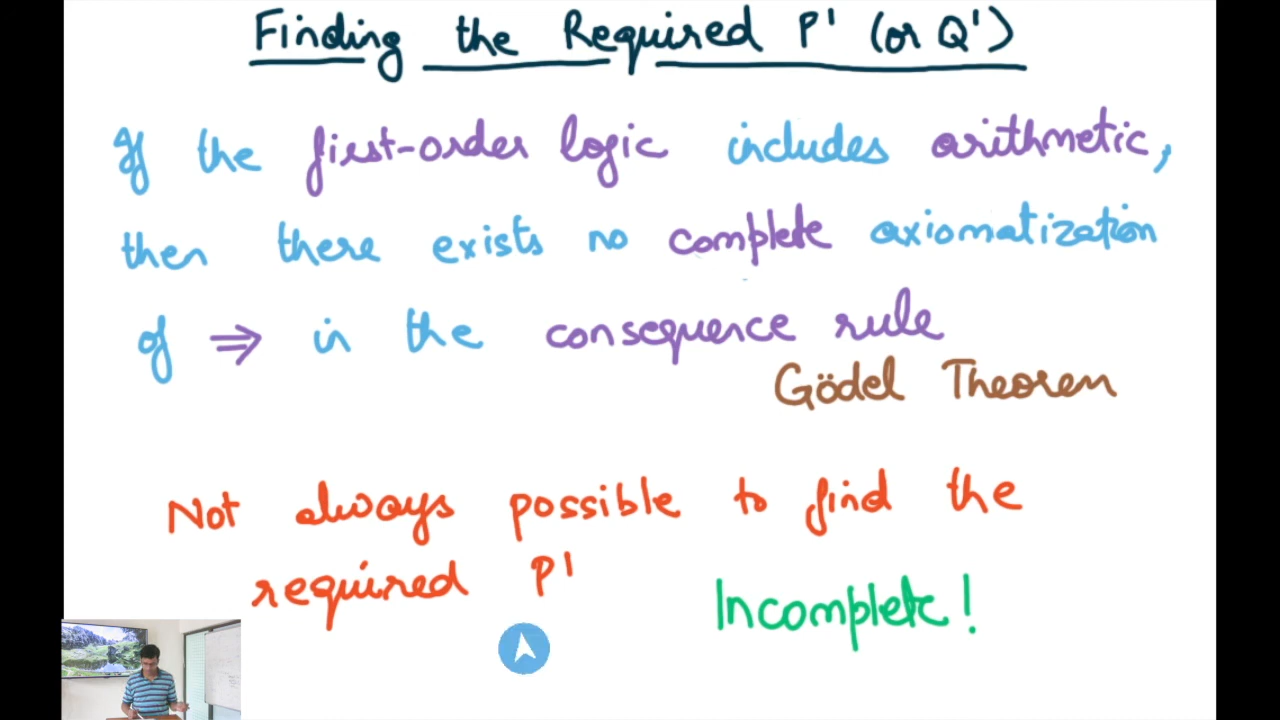 Finding the Required P' (or Q')
If the first-order logic includes arithmetic,
then there exists no complete axiomatization
of ⇒ in the consequence rule
Gödel Theorem
Not always possible to find the
required P'
Incomplete!